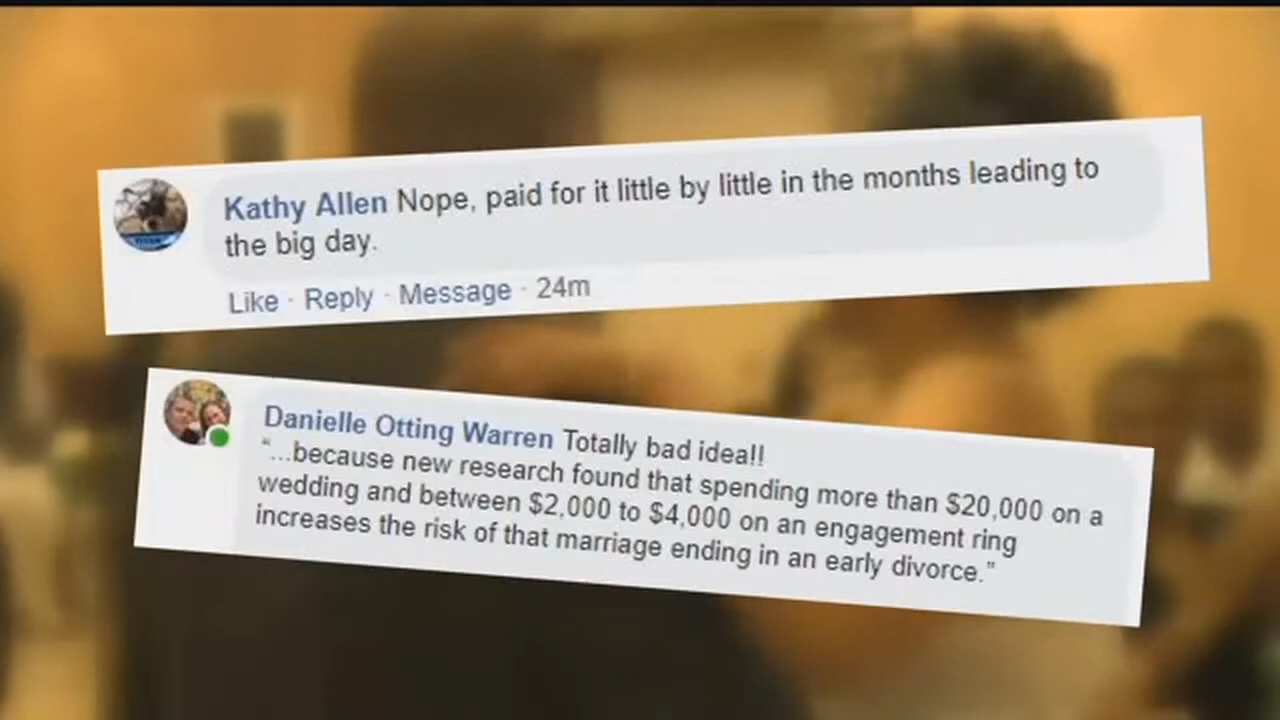 Kathy Allen Nope, paid for it little by little in the months leading to
the big day.
Like · Reply · Message · 24m
Danielle Otting Warren Totally bad idea!!
"...because new research found that spending more than $20,000 on a
wedding and between $2,000 to $4,000 on an engagement ring
increases the risk of that marriage ending in an early divorce."